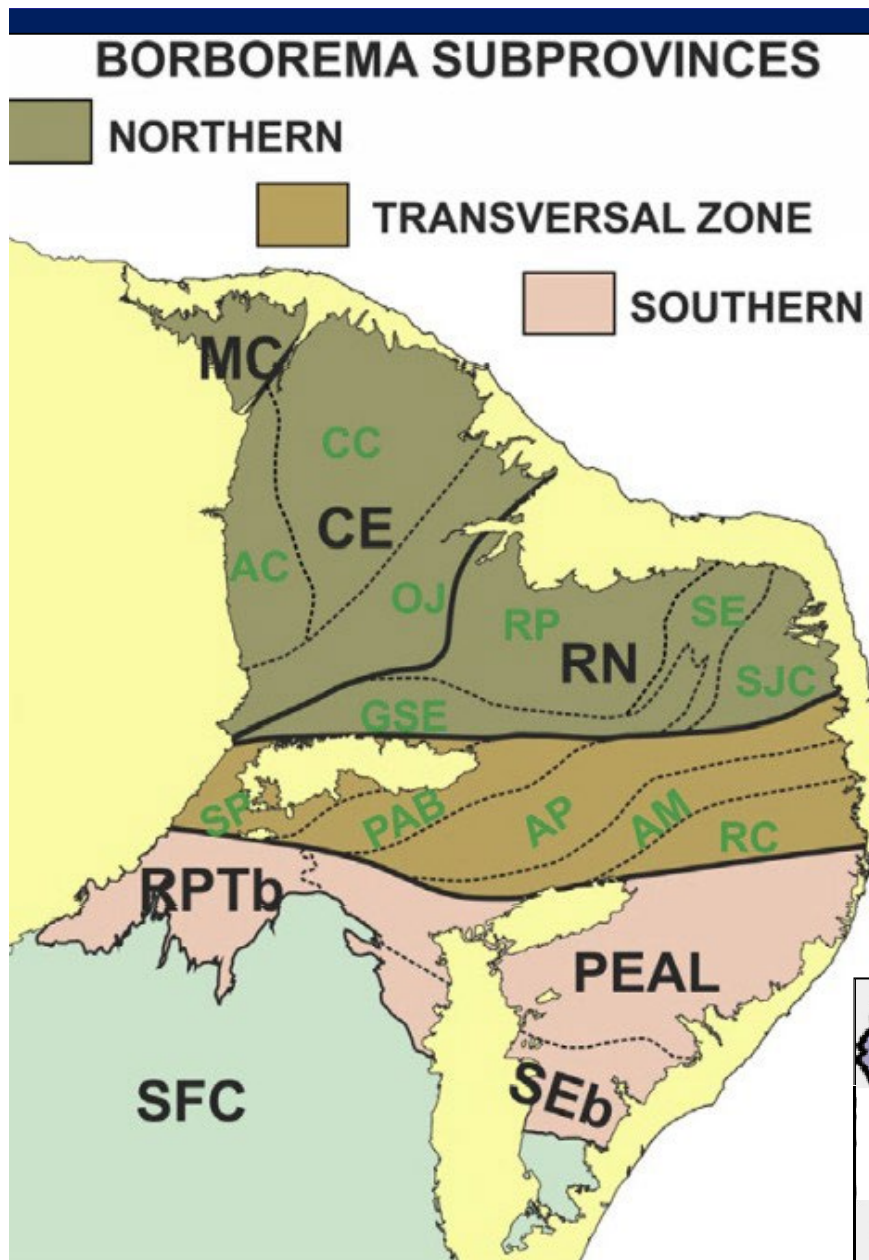 BORBOREMA SUBPROVINCES
NORTHERN
TRANSVERSAL ZONE
SOUTHERN
MC
CC
CE
AC
OJ
RP
SE
RN
SJC
GSE
SP
PAB
AP
AM
RC
RPTb
PEAL
SEb
SFC